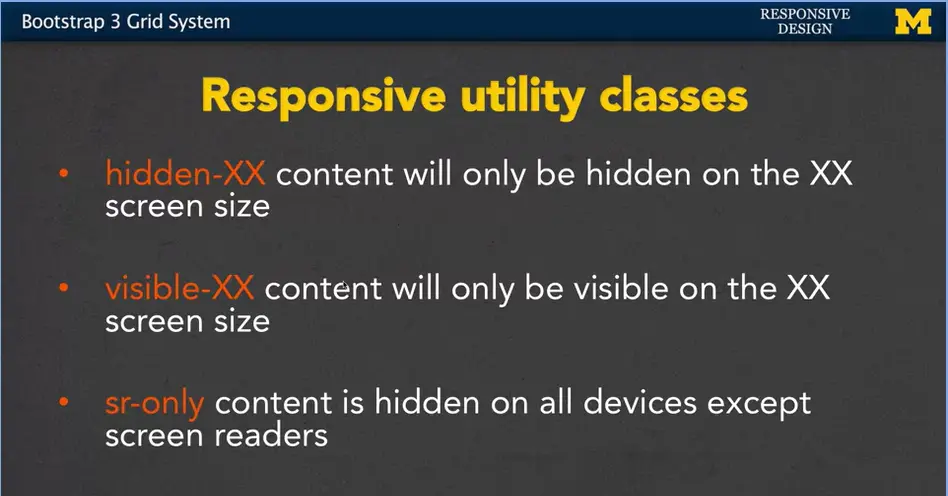 Bootstrap 3 Grid System
RESPONSIVE
DESIGN
M
Responsive utility classes
• hidden-XX content will only be hidden on the XX
screen size
• visible-XX content will only be visible on the XX
screen size
• sr-only content is hidden on all devices except
screen readers